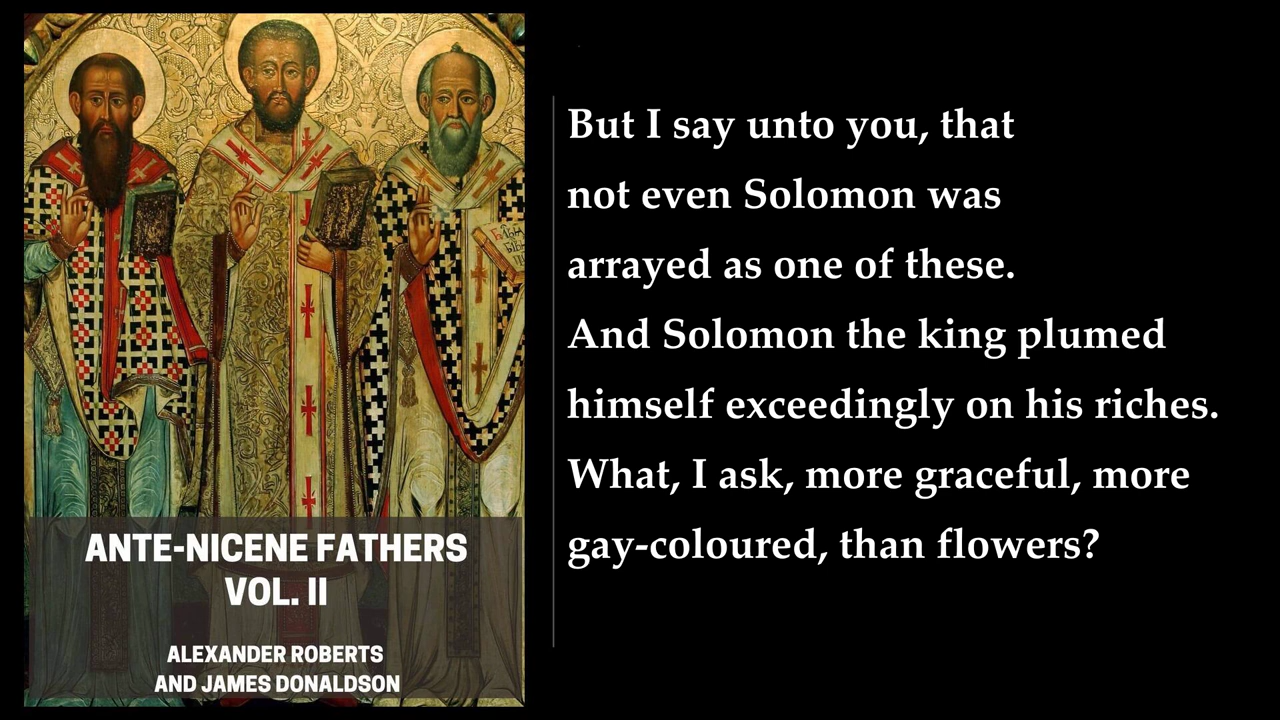 ANTE-NICENE FATHERS
VOL. II
ALEXANDER ROBERTS
AND JAMES DONALDSON
But I say unto you, that
not even Solomon was
arrayed as one of these.
And Solomon the king plumed
himself exceedingly on his riches.
What, I ask, more graceful, more
gay-coloured, than flowers?